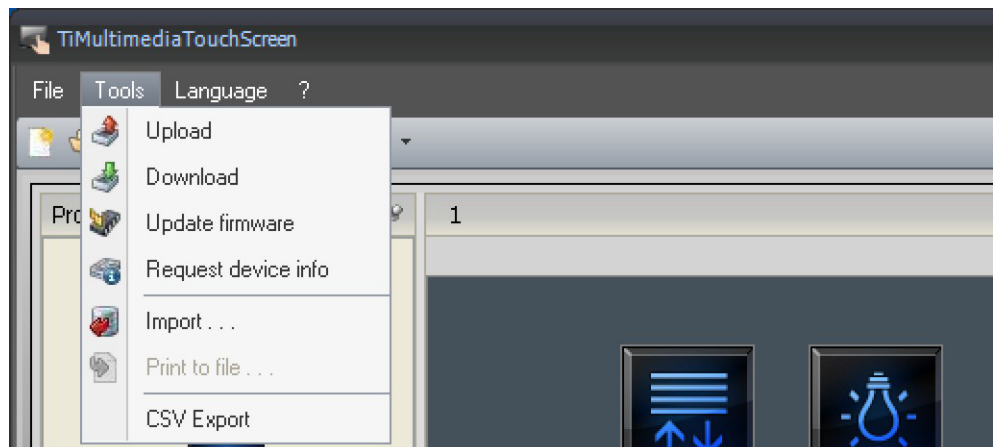 TiMultimediaTouchScreen
File Tools Language ?
Upload
Download
Update firmware
Request device info
Import . . .
Print to file . . .
CSV Export
1